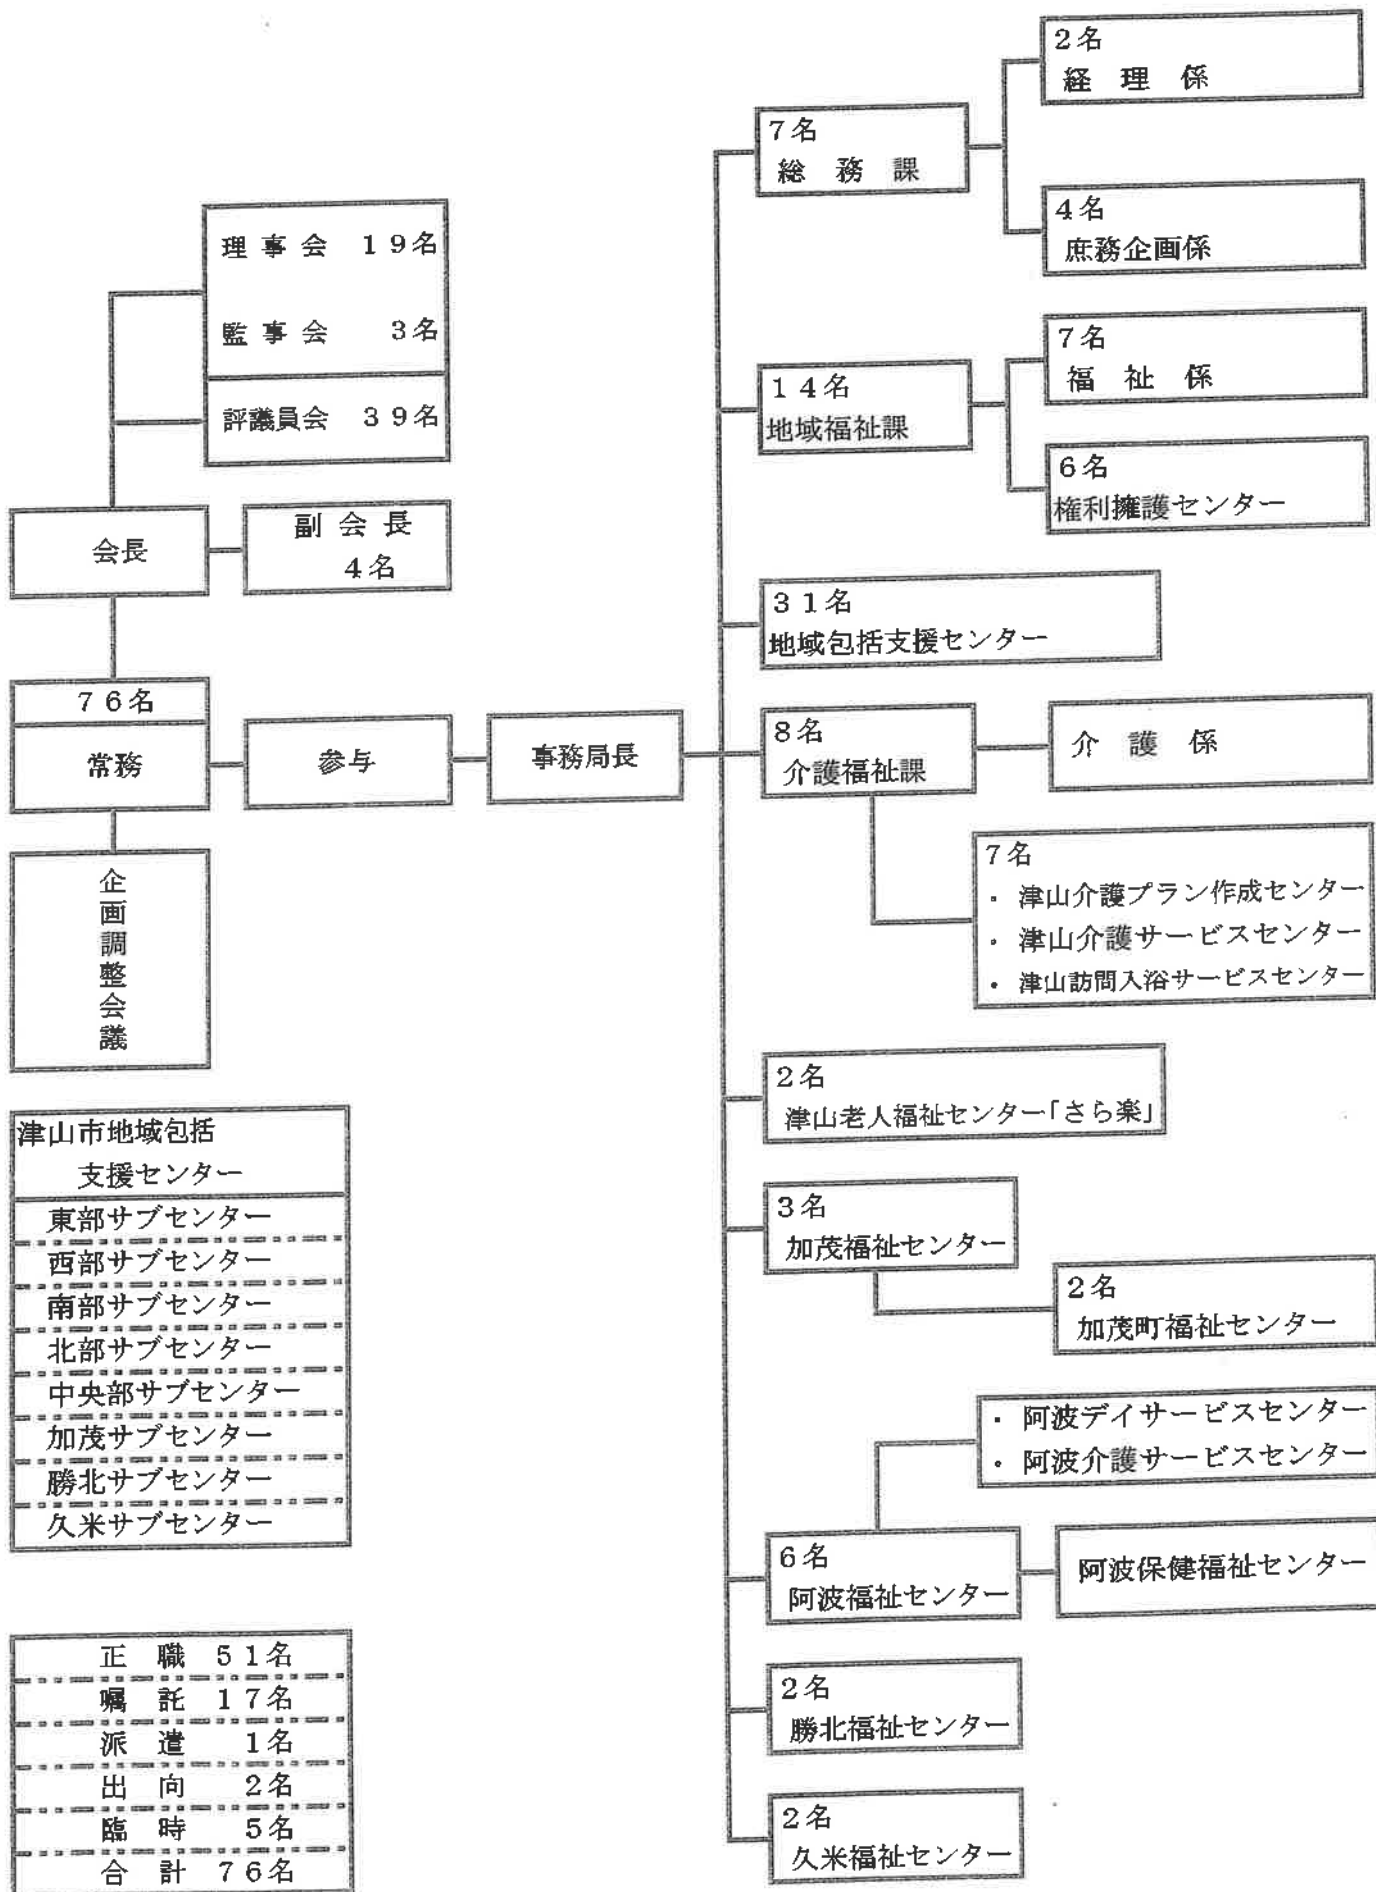 理事会 19名
監事会 3名
評議員会 39名
会長
副会長
4名
76名
常務
参与
事務局長
企画調整会議
津山市地域包括
支援センター
東部サブセンター
西部サブセンター
南部サブセンター
北部サブセンター
中央部サブセンター
加茂サブセンター
勝北サブセンター
久米サブセンター
正職 51名
嘱託 17名
派遣 1名
出向 2名
臨時 5名
合計 76名
7名
総務課
2名
経理係
4名
庶務企画係
14名
地域福祉課
7名
福祉係
6名
権利擁護センター
31名
地域包括支援センター
8名
介護福祉課
介護係
7名
・津山介護プラン作成センター
・津山介護サービスセンター
・津山訪問入浴サービスセンター
2名
津山老人福祉センター「さら楽」
3名
加茂福祉センター
2名
加茂町福祉センター
・阿波デイサービスセンター
・阿波介護サービスセンター
6名
阿波福祉センター
阿波保健福祉センター
2名
勝北福祉センター
2名
久米福祉センター